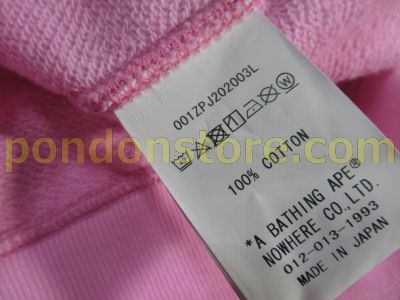 001ZPJ202003L
100% COTTON
*A BATHING APE®
NOWHERE CO.,LTD.
012-013-1993
MADE IN JAPAN
pondonstore.com